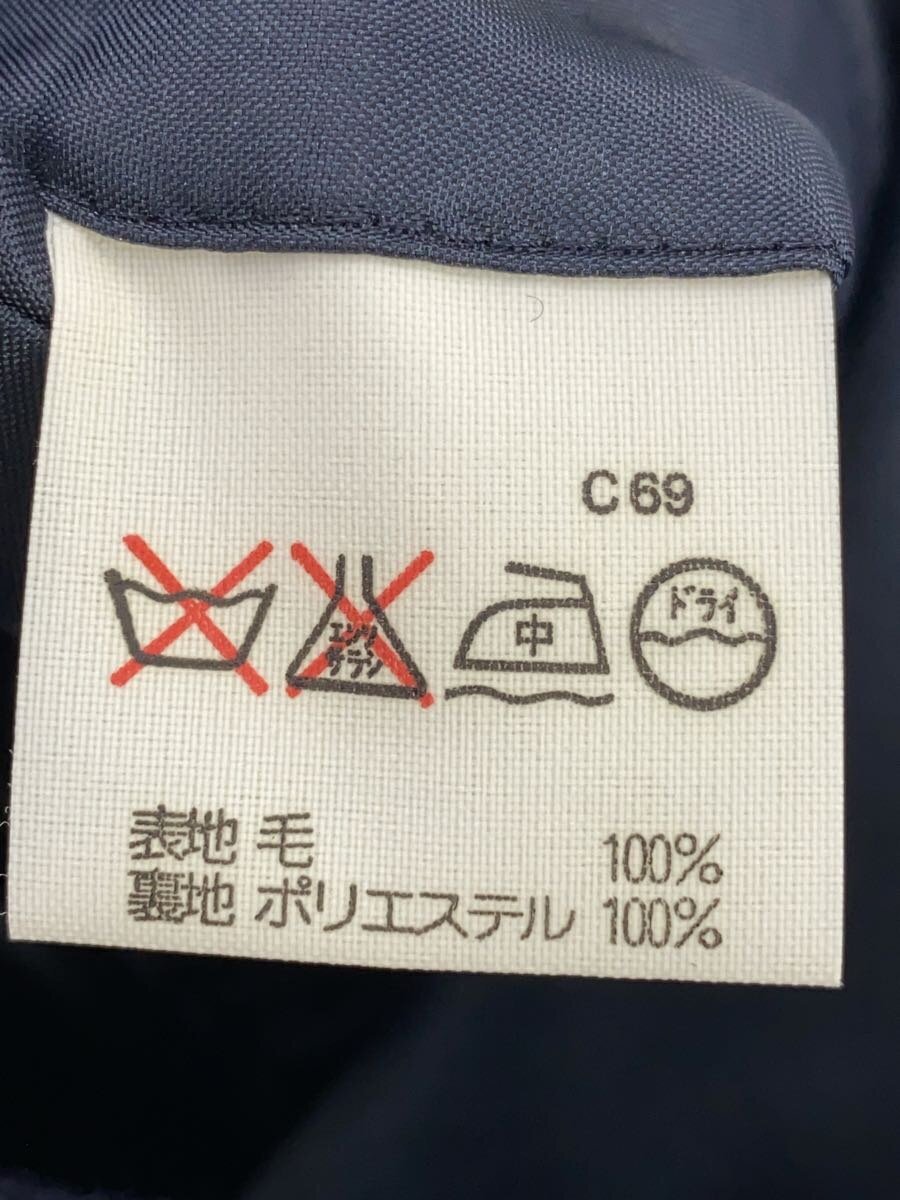 C69
エンソ
サラシ
中
ドライ
表地 毛 100%
裏地 ポリエステル 100%